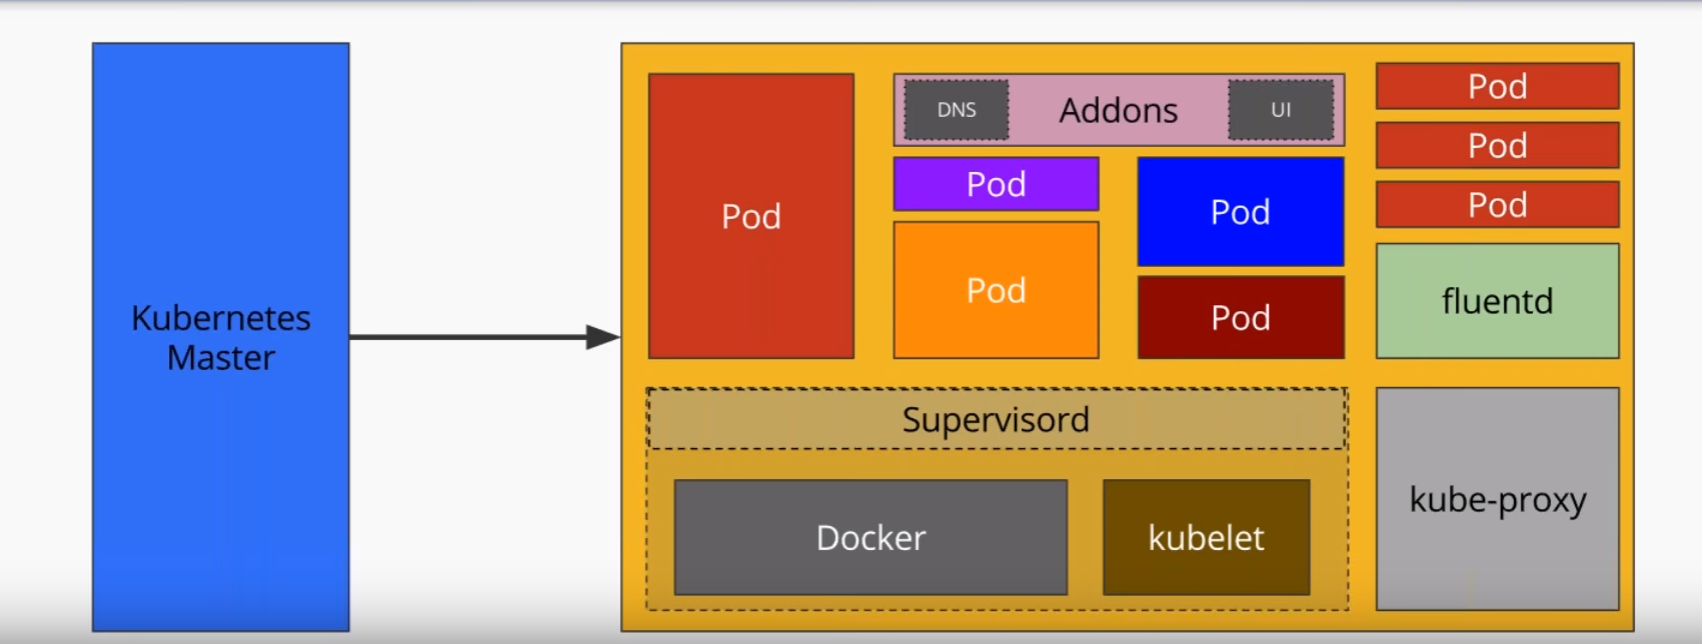 Kubernetes
Master
Pod
DNS
Addons
UI
Pod
Pod
Pod
Pod
Pod
Pod
Pod
fluentd
Supervisord
Docker
kubelet
kube-proxy